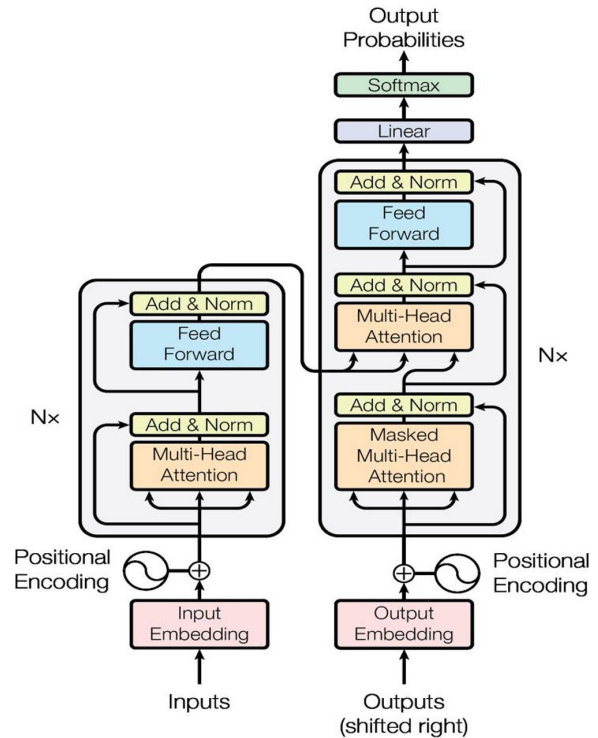 Output
Probabilities
Softmax
Linear
Add & Norm
Feed
Forward
Add & Norm
Multi-Head
Attention
Add & Norm
Masked
Multi-Head
Attention
N×
Add & Norm
Feed
Forward
Add & Norm
Multi-Head
Attention
N×
Positional
Encoding
Positional
Encoding
Input
Embedding
Output
Embedding
Inputs
Outputs
(shifted right)